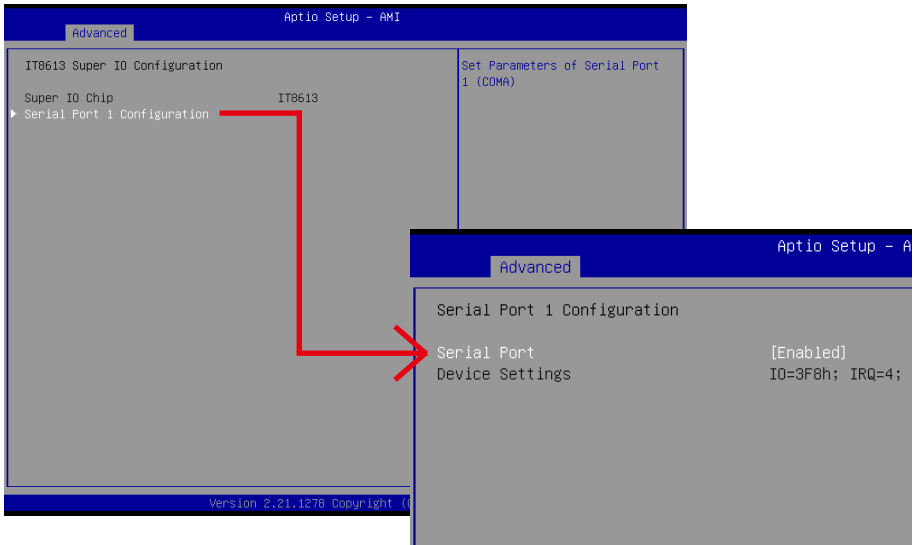 Aptio Setup – AMI
Advanced
IT8613 Super IO Configuration
Super IO Chip IT8613
Serial Port 1 Configuration
Set Parameters of Serial Port
1 (COMA)
Version 2.21.1278 Copyright (
Aptio Setup – A
Advanced
Serial Port 1 Configuration
Serial Port [Enabled]
Device Settings IO=3F8h; IRQ=4;